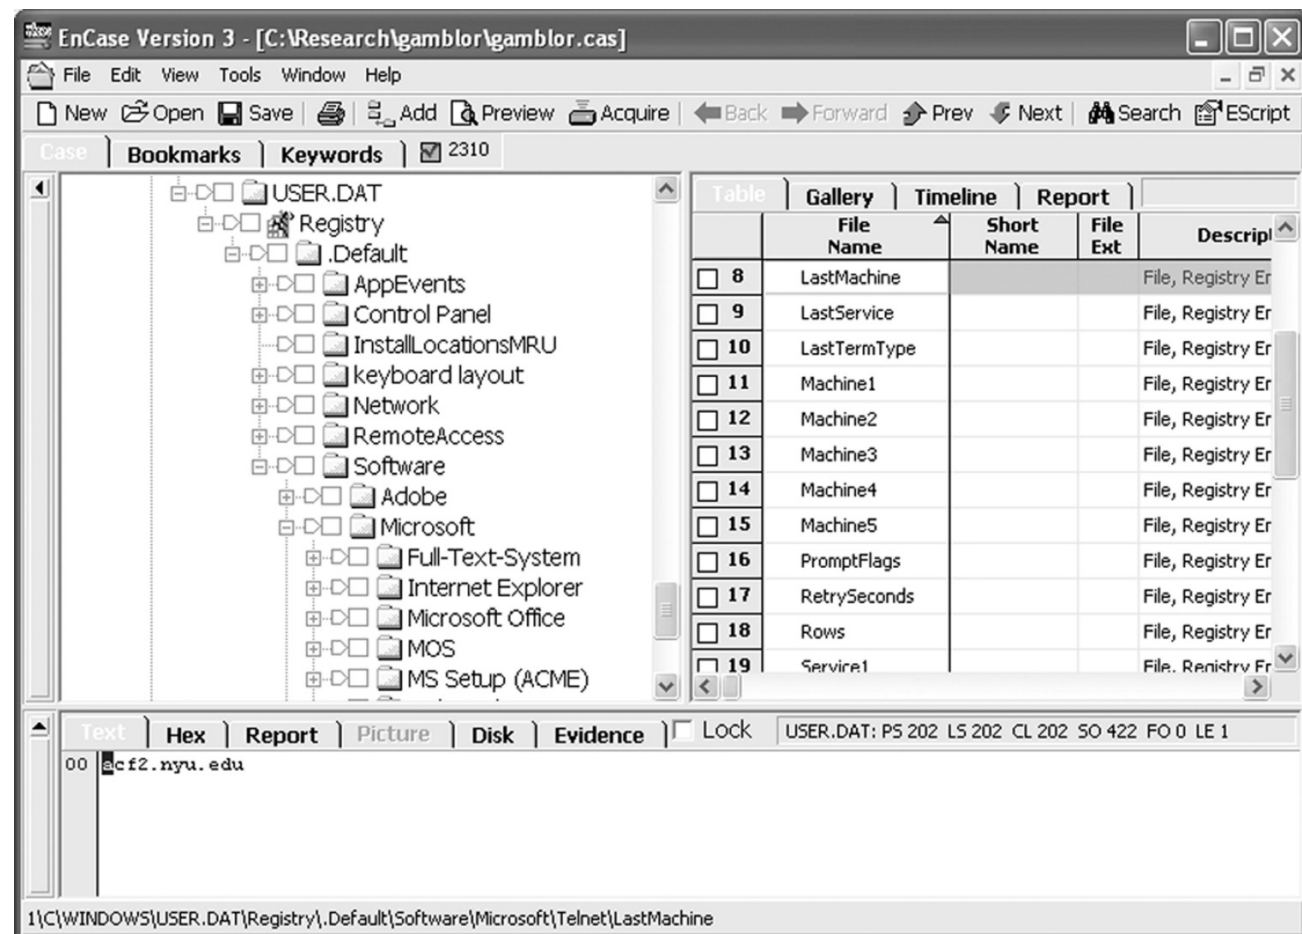 EnCase Version 3 - [C:\Research\gamblor\gamblor.cas]
File Edit View Tools Window Help
New Open Save Add Preview Acquire Back Forward Prev Next Search EScript
Case Bookmarks Keywords 2310
USER.DAT
Registry
.Default
AppEvents
Control Panel
InstallLocationsMRU
keyboard layout
Network
RemoteAccess
Software
Adobe
Microsoft
Full-Text-System
Internet Explorer
Microsoft Office
MOS
MS Setup (ACME)
Table Gallery Timeline Report
File Name Short Name File Ext Descript
8 LastMachine File, Registry Er
9 LastService File, Registry Er
10 LastTermType File, Registry Er
11 Machine1 File, Registry Er
12 Machine2 File, Registry Er
13 Machine3 File, Registry Er
14 Machine4 File, Registry Er
15 Machine5 File, Registry Er
16 PromptFlags File, Registry Er
17 RetrySeconds File, Registry Er
18 Rows File, Registry Er
19 Service1 File, Registry Er
Text Hex Report Picture Disk Evidence Lock USER.DAT: PS 202 LS 202 CL 202 SO 422 FO 0 LE 1
00 acf2.nyu.edu
1\C\WINDOWS\USER.DAT\Registry\.Default\Software\Microsoft\Telnet\LastMachine